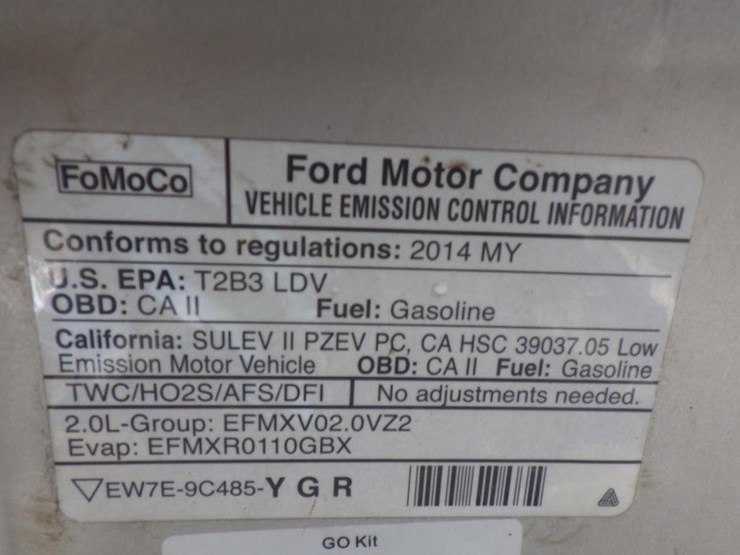 FoMoCo
Ford Motor Company
VEHICLE EMISSION CONTROL INFORMATION
Conforms to regulations: 2014 MY
U.S. EPA: T2B3 LDV
OBD: CA II Fuel: Gasoline
California: SULEV II PZEV PC, CA HSC 39037.05 Low
Emission Motor Vehicle OBD: CA II Fuel: Gasoline
TWC/HO2S/AFS/DFI No adjustments needed.
2.0L-Group: EFMXV02.0VZ2
Evap: EFMXR0110GBX
EW7E-9C485-Y G R
GO Kit